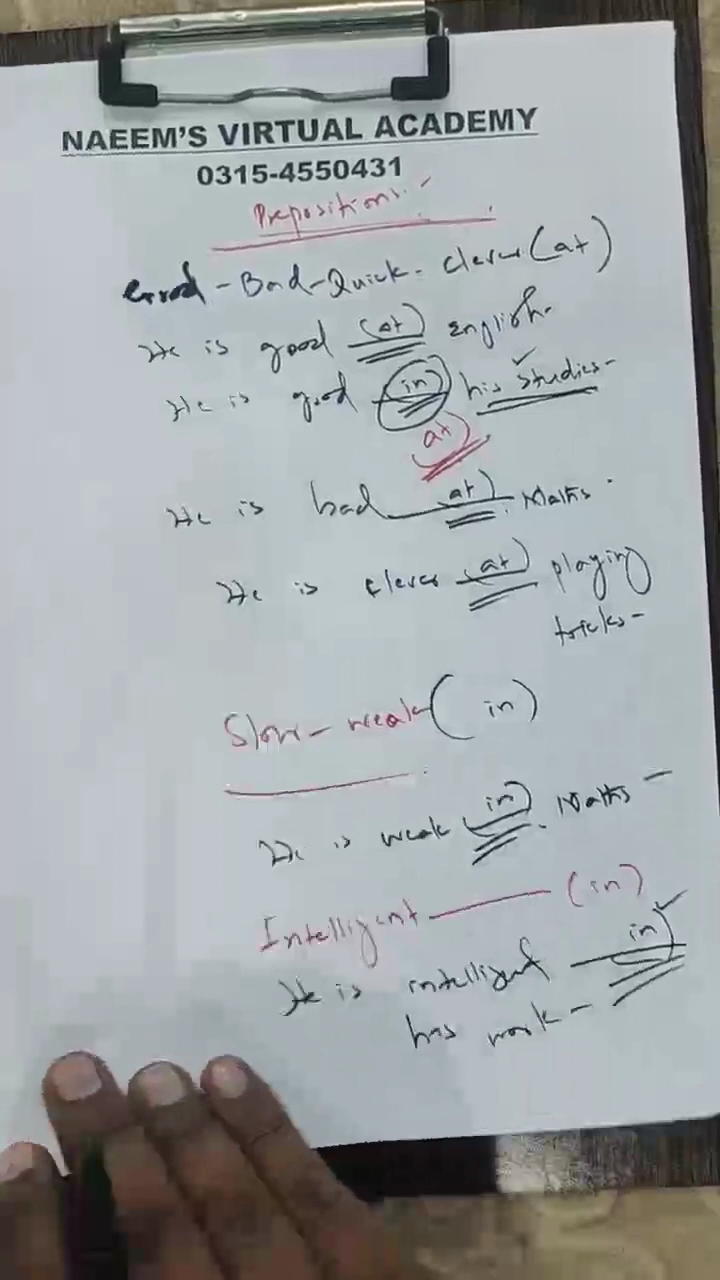 NAEEM'S VIRTUAL ACADEMY
0315-4550431
Prepositions:
Good - Bad - Quick - clever (at)
He is good (at) english.
He is good (in) his studies -
at)
He is bad at) Maths.
He is clever (at) playing
tricks -
Slow - weak (in)
He is weak in) Maths -
Intelligent (in)
He is intelligent in)
his work -